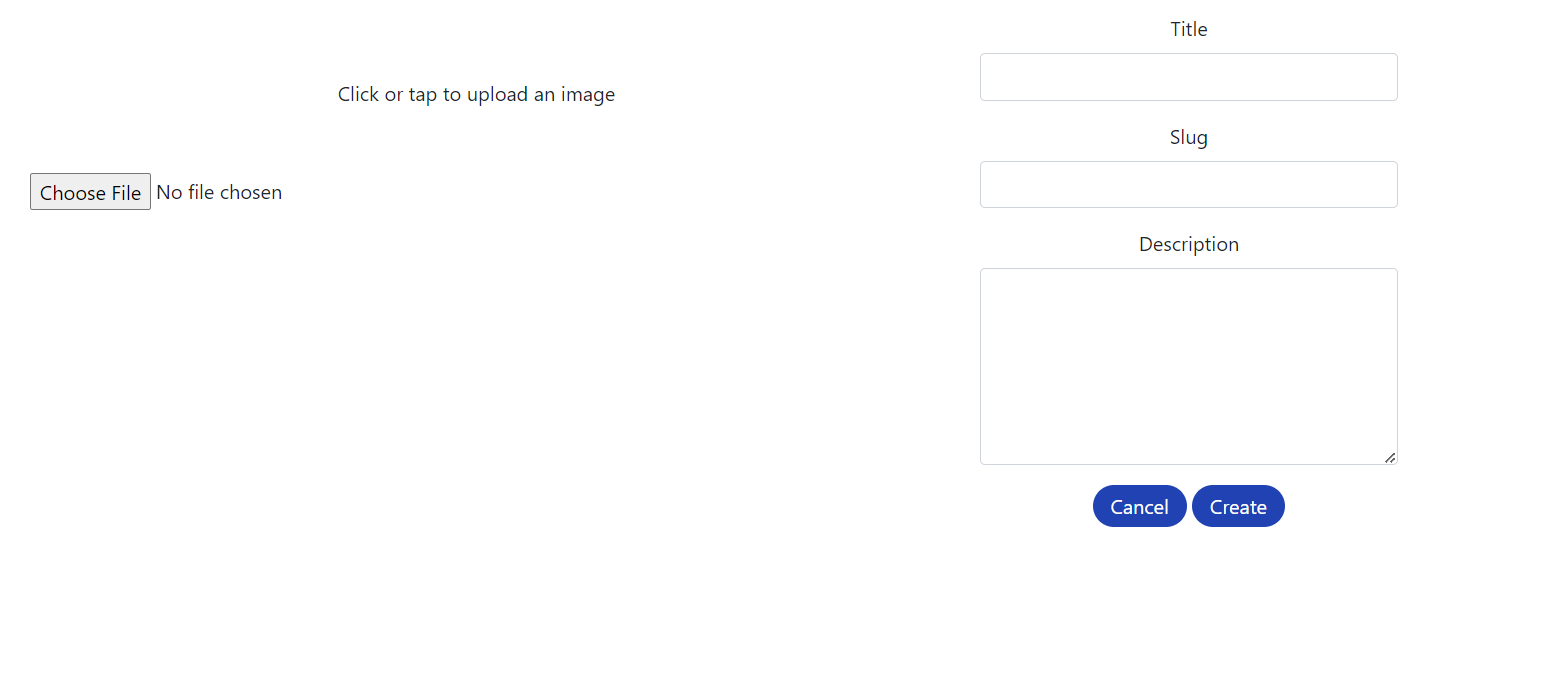 Click or tap to upload an image
Choose File No file chosen
Title
Slug
Description
Cancel Create